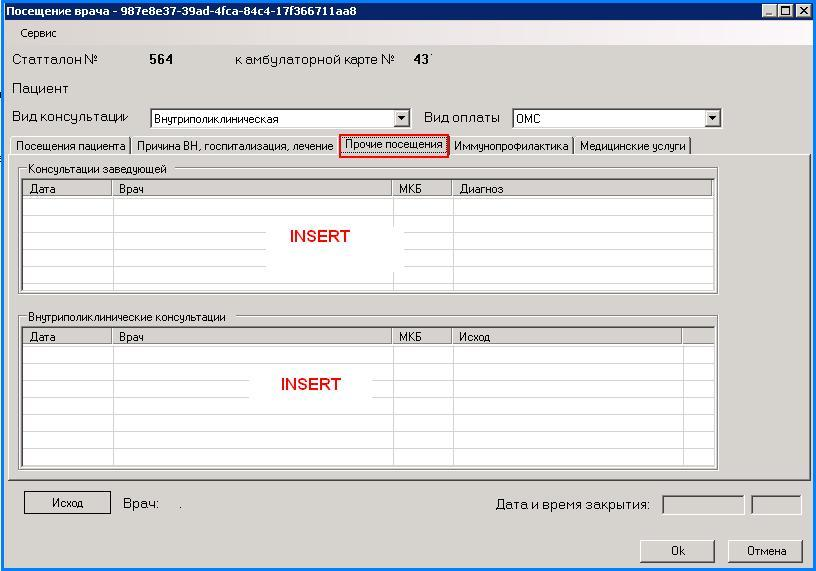 Посещение врача - 987e8e37-39ad-4fca-84c4-17f366711aa8
Сервис
Статталон № 564 к амбулаторной карте № 43
Пациент
Вид консультации Внутриполиклиническая Вид оплаты ОМС
Посещения пациента Причина ВН, госпитализация, лечение Прочие посещения Иммунопрофилактика Медицинские услуги
Консультации заведующей
Дата Врач МКБ Диагноз
INSERT
Внутриполиклинические консультации
Дата Врач МКБ Исход
INSERT
Исход Врач: . Дата и время закрытия:
Ok Отмена